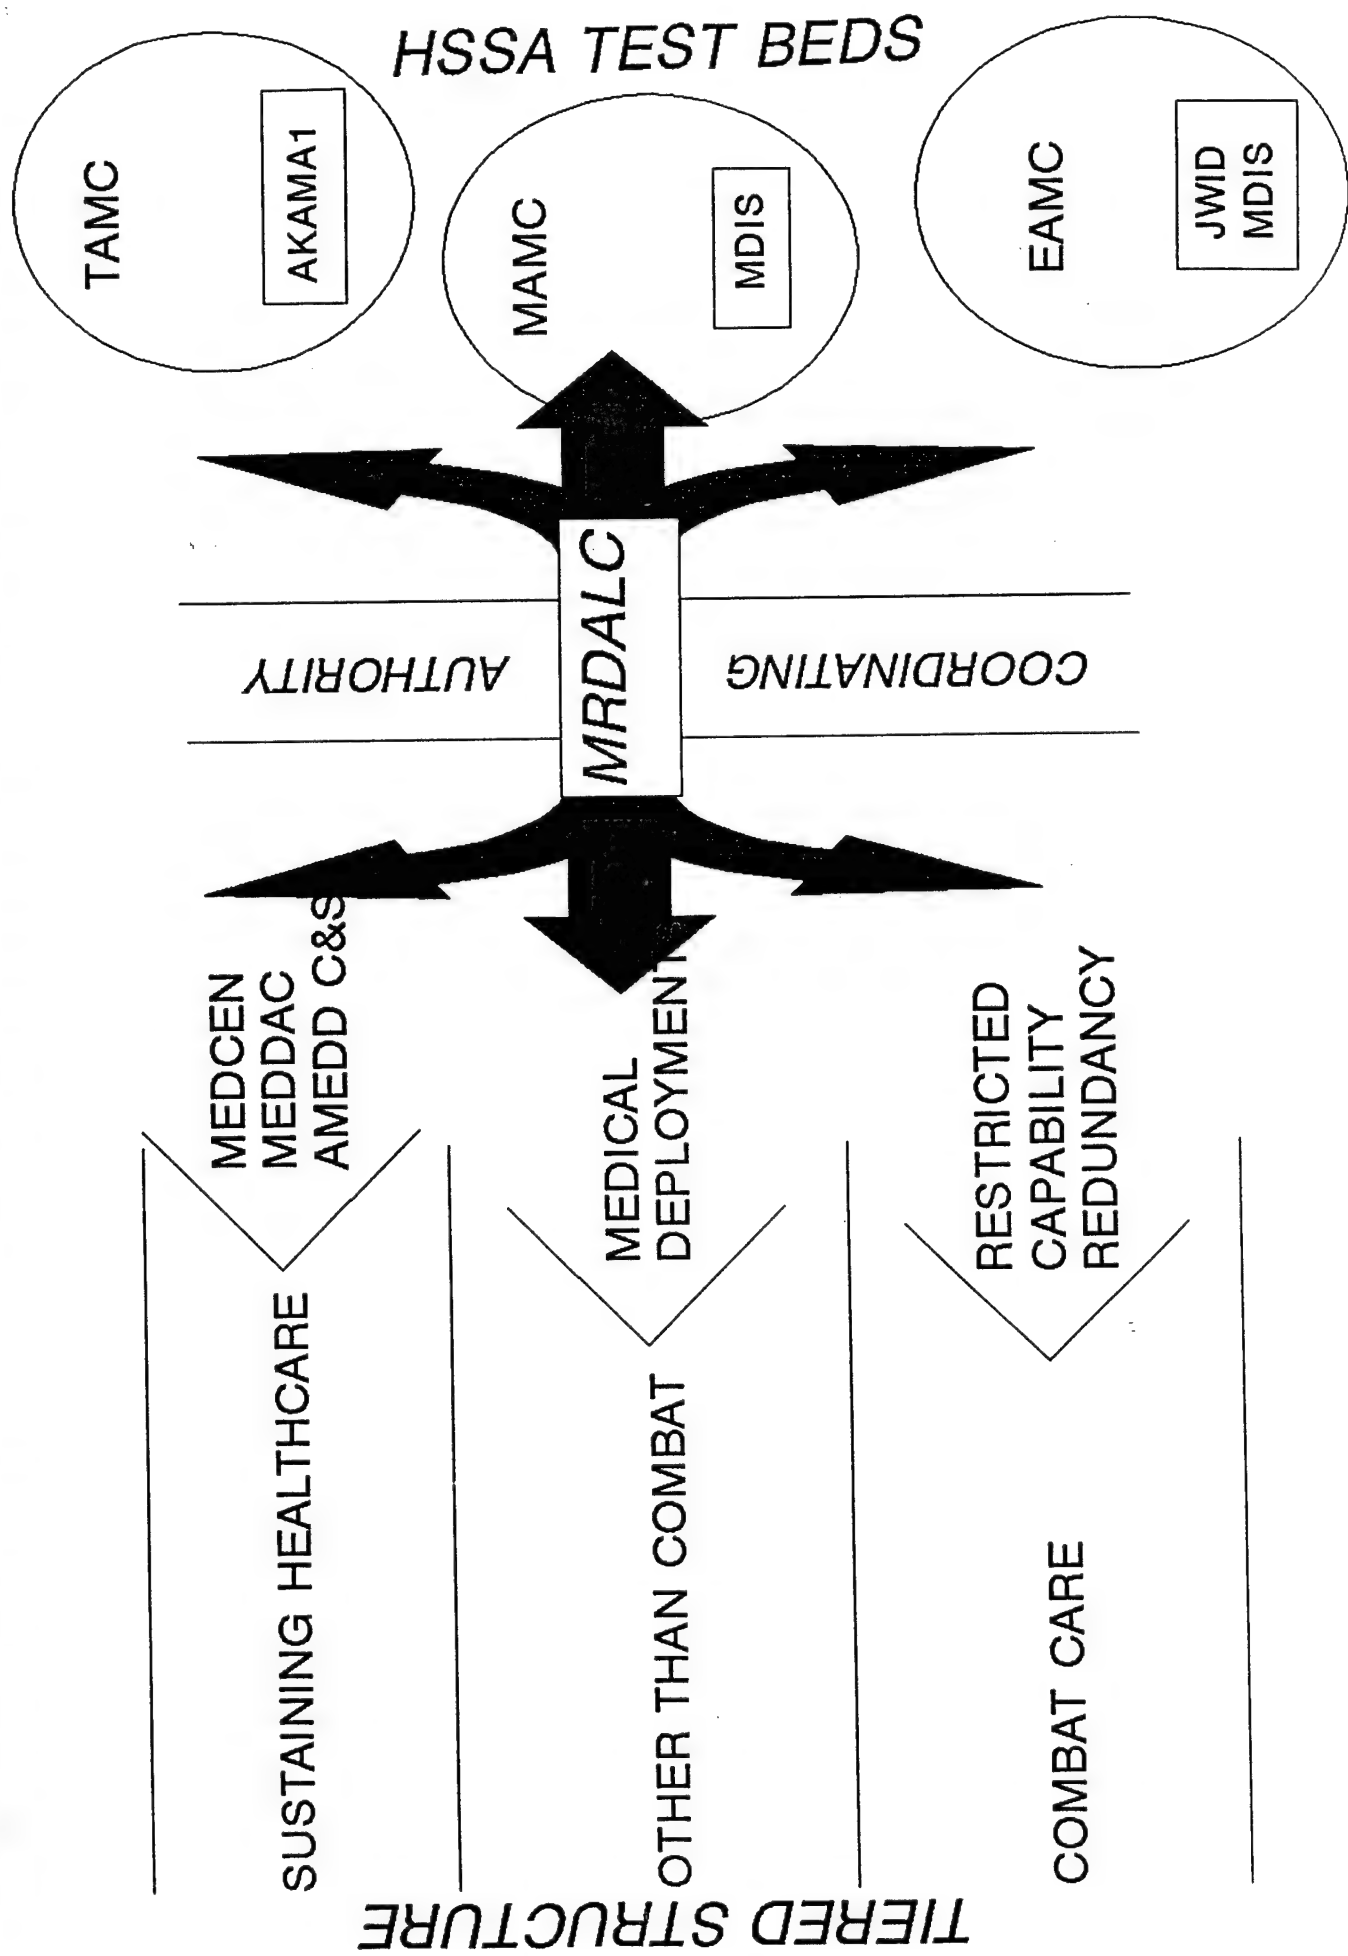 TIERED STRUCTURE
SUSTAINING HEALTHCARE
MEDCEN
MEDDAC
AMEDD C&S
OTHER THAN COMBAT
MEDICAL
DEPLOYMENT
COMBAT CARE
RESTRICTED
CAPABILITY
REDUNDANCY
COORDINATING
AUTHORITY
MRDALC
HSSA TEST BEDS
TAMC
AKAMA1
MAMC
MDIS
EAMC
JWID
MDIS